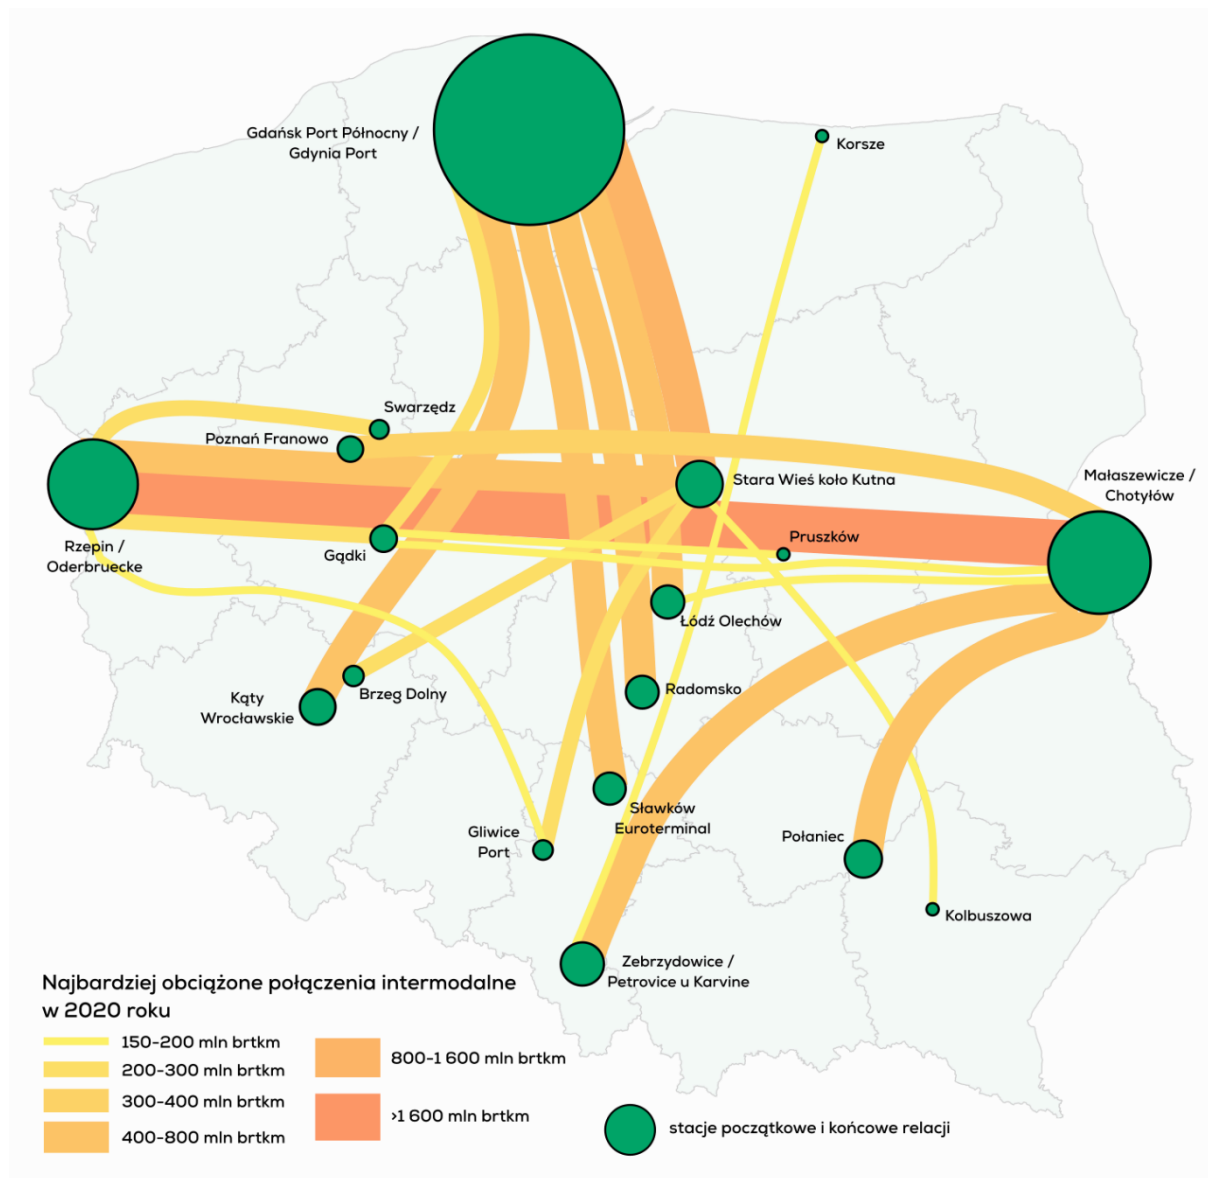 Gdańsk Port Północny /
Gdynia Port
Korsze
Swarzędz
Poznań Franowo
Stara Wieś koło Kutna
Małaszewicze /
Chotyłów
Rzepin /
Oderbruecke
Gądki
Pruszków
Łódź Olechów
Kąty
Wrocławskie
Brzeg Dolny
Radomsko
Sławków
Euroterminal
Gliwice
Port
Połaniec
Kolbuszowa
Zebrzydowice /
Petrovice u Karvine
Najbardziej obciążone połączenia intermodalne
w 2020 roku
150-200 mln brtkm
200-300 mln brtkm
300-400 mln brtkm
400-800 mln brtkm
800-1 600 mln brtkm
>1 600 mln brtkm
stacje początkowe i końcowe relacji